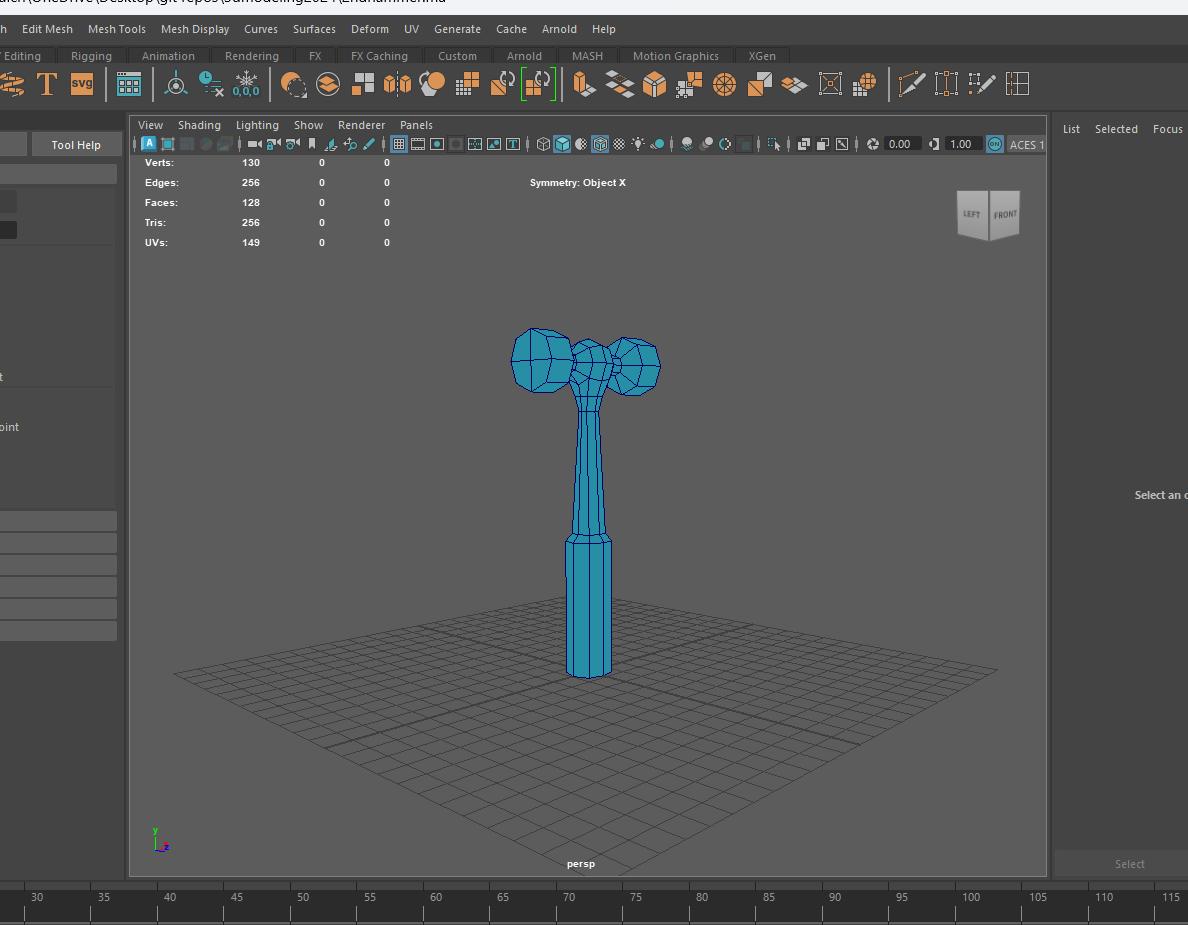 Edit Mesh Mesh Tools Mesh Display Curves Surfaces Deform UV Generate Cache Arnold Help
Editing Rigging Animation Rendering FX FX Caching Custom Arnold MASH Motion Graphics XGen
T SVG 0,0,0
View Shading Lighting Show Renderer Panels
List Selected Focus
Tool Help
A T 0.00 1.00 ON ACES 1
Verts: 130 0 0
Edges: 256 0 0
Symmetry: Object X
Faces: 128 0 0
Tris: 256 0 0
UVs: 149 0 0
LEFT FRONT
oint
Select an
y
z
persp
Select
30 35 40 45 50 55 60 65 70 75 80 85 90 95 100 105 110 115